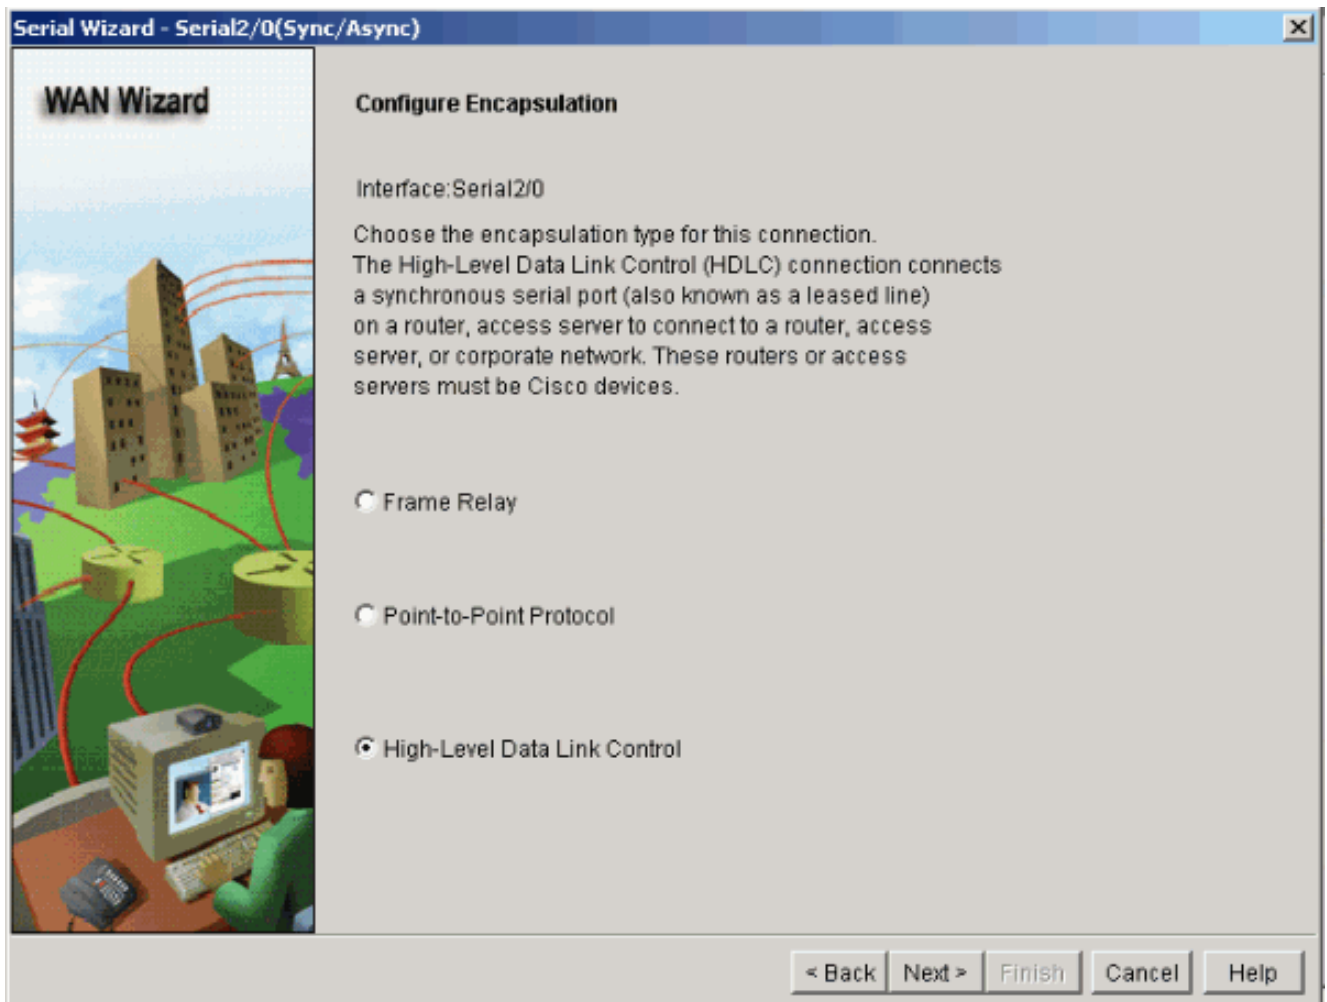 Serial Wizard - Serial2/0(Sync/Async)
WAN Wizard
Configure Encapsulation
Interface:Serial2/0
Choose the encapsulation type for this connection.
The High-Level Data Link Control (HDLC) connection connects
a synchronous serial port (also known as a leased line)
on a router, access server to connect to a router, access
server, or corporate network. These routers or access
servers must be Cisco devices.
Frame Relay
Point-to-Point Protocol
High-Level Data Link Control
< Back Next > Finish Cancel Help